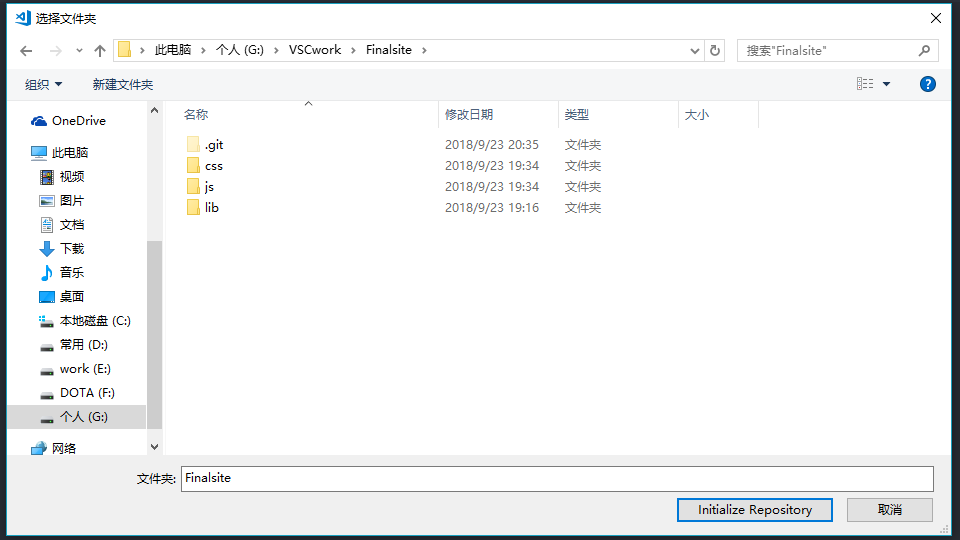 选择文件夹
此电脑 > 个人 (G:) > VSCwork > Finalsite >
搜索"Finalsite"
组织 新建文件夹
名称 修改日期 类型 大小
OneDrive
此电脑
视频
图片
文档
下载
音乐
桌面
本地磁盘 (C:)
常用 (D:)
work (E:)
DOTA (F:)
个人 (G:)
网络
.git 2018/9/23 20:35 文件夹
css 2018/9/23 19:34 文件夹
js 2018/9/23 19:34 文件夹
lib 2018/9/23 19:16 文件夹
文件夹: Finalsite
Initialize Repository 取消